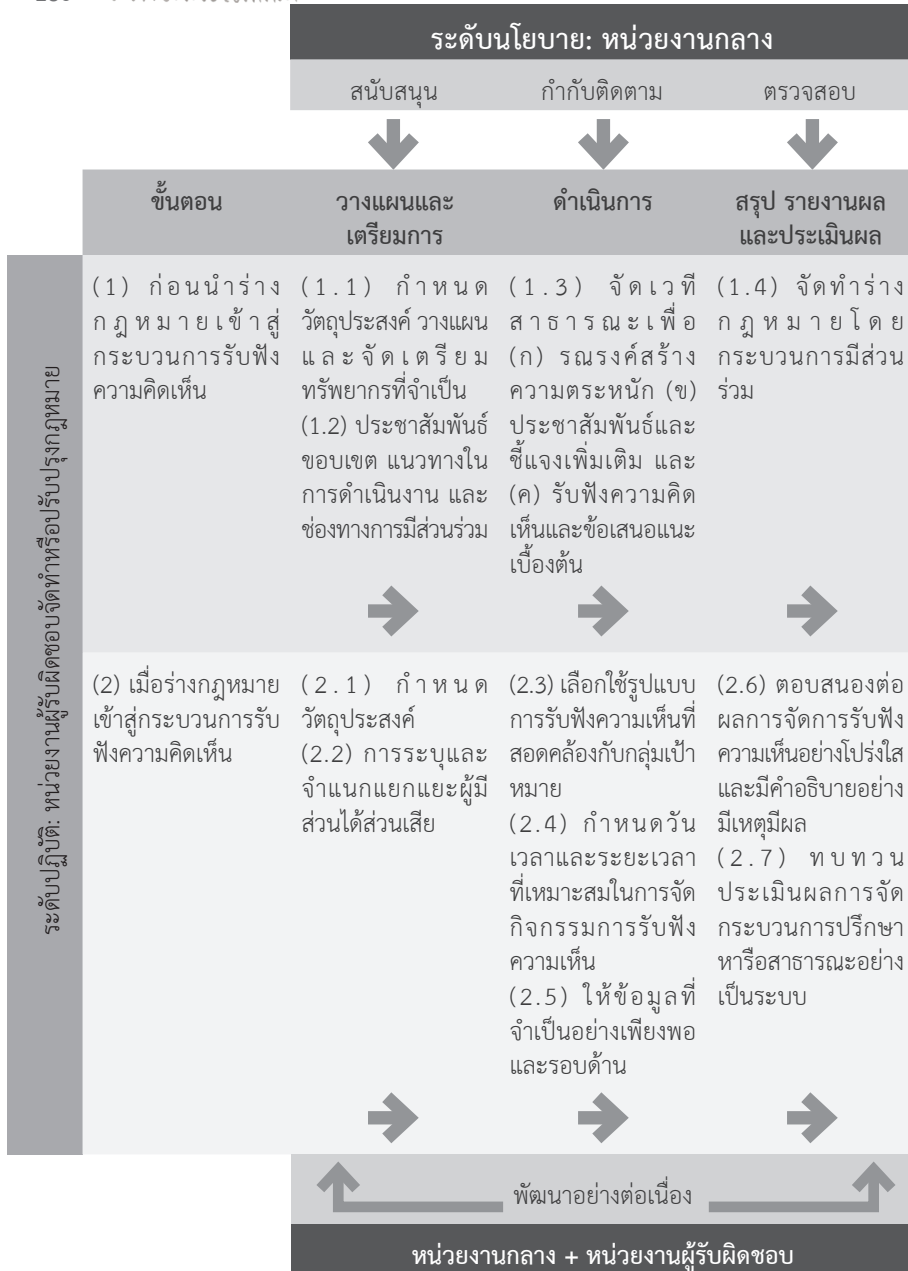 ระดับนโยบาย: หน่วยงานกลาง
สนับสนุน กำกับติดตาม ตรวจสอบ
ขั้นตอน
วางแผนและ
เตรียมการ
ดำเนินการ
สรุป รายงานผล
และประเมินผล
ระดับปฏิบัติ: หน่วยงานผู้รับผิดชอบจัดทำหรือปรับปรุงกฎหมาย
(1) ก่อนนำร่าง
กฎหมายเข้าสู่
กระบวนการรับฟัง
ความคิดเห็น
(1.1) กำหนด
วัตถุประสงค์ วางแผน
และจัดเตรียม
ทรัพยากรที่จำเป็น
(1.2) ประชาสัมพันธ์
ขอบเขต แนวทางใน
การดำเนินงาน และ
ช่องทางการมีส่วนร่วม
(1.3) จัดเวที
สาธารณะเพื่อ
(ก) รณรงค์สร้าง
ความตระหนัก (ข)
ประชาสัมพันธ์และ
ชี้แจงเพิ่มเติม และ
(ค) รับฟังความคิด
เห็นและข้อเสนอแนะ
เบื้องต้น
(1.4) จัดทำร่าง
กฎหมายโดย
กระบวนการมีส่วน
ร่วม
(2) เมื่อร่างกฎหมาย
เข้าสู่กระบวนการรับ
ฟังความคิดเห็น
(2.1) กำหนด
วัตถุประสงค์
(2.2) การระบุและ
จำแนกแยกแยะผู้มี
ส่วนได้ส่วนเสีย
(2.3) เลือกใช้รูปแบบ
การรับฟังความเห็นที่
สอดคล้องกับกลุ่มเป้า
หมาย
(2.4) กำหนดวัน
เวลาและระยะเวลา
ที่เหมาะสมในการจัด
กิจกรรมการรับฟัง
ความเห็น
(2.5) ให้ข้อมูลที่
จำเป็นอย่างเพียงพอ
และรอบด้าน
(2.6) ตอบสนองต่อ
ผลการจัดการรับฟัง
ความเห็นอย่างโปร่งใส
และมีคำอธิบายอย่าง
มีเหตุมีผล
(2.7) ทบทวน
ประเมินผลการจัด
กระบวนการปรึกษา
หารือสาธารณะอย่าง
เป็นระบบ
พัฒนาอย่างต่อเนื่อง
หน่วยงานกลาง + หน่วยงานผู้รับผิดชอบ